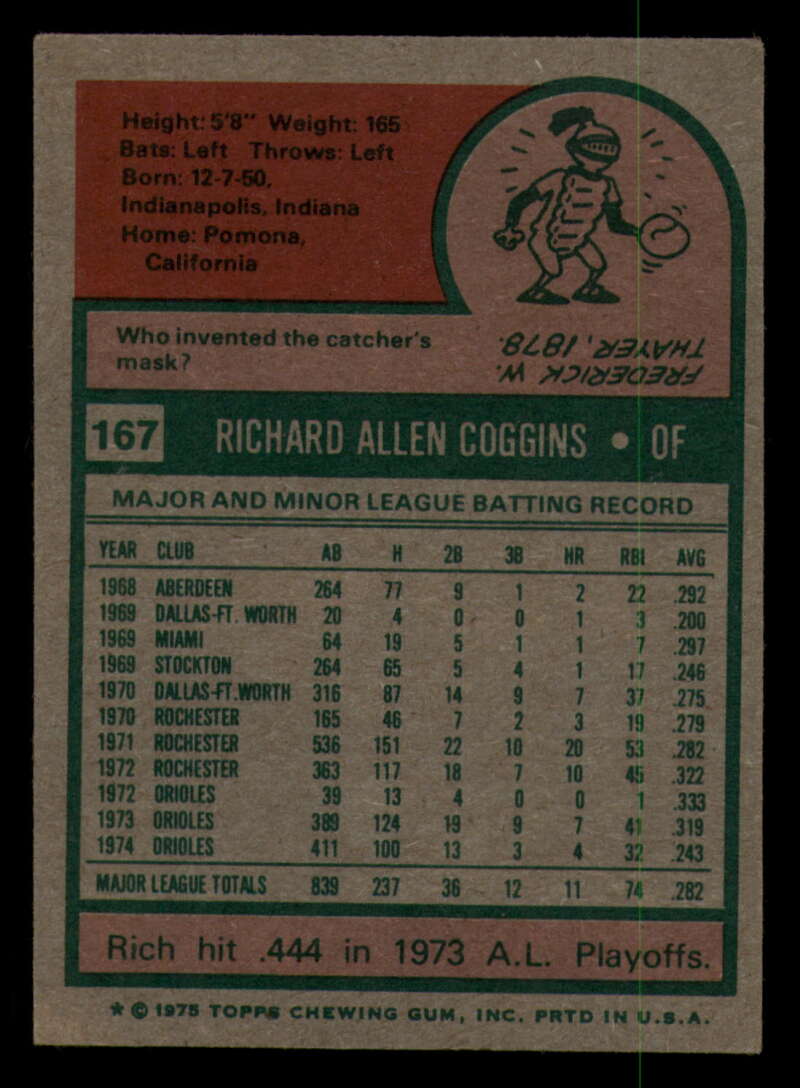 Height: 5'8" Weight: 165
Bats: Left Throws: Left
Born: 12-7-50,
Indianapolis, Indiana
Home: Pomona,
California
Who invented the catcher's
mask?
FREDERICK W.
THAYER, 1878.
167 RICHARD ALLEN COGGINS • OF
MAJOR AND MINOR LEAGUE BATTING RECORD
YEAR CLUB AB H 2B 3B HR RBI AVG
1968 ABERDEEN 264 77 9 1 2 22 .292
1969 DALLAS-FT. WORTH 20 4 0 0 1 3 .200
1969 MIAMI 64 19 5 1 1 7 .297
1969 STOCKTON 264 65 5 4 1 17 .246
1970 DALLAS-FT.WORTH 316 87 14 9 7 37 .275
1970 ROCHESTER 165 46 7 2 3 19 .279
1971 ROCHESTER 536 151 22 10 20 53 .282
1972 ROCHESTER 363 117 18 7 10 45 .322
1972 ORIOLES 39 13 4 0 0 1 .333
1973 ORIOLES 389 124 19 9 7 41 .319
1974 ORIOLES 411 100 13 3 4 32 .243
MAJOR LEAGUE TOTALS 839 237 36 12 11 74 .282
Rich hit .444 in 1973 A.L. Playoffs.
* © 1975 TOPPS CHEWING GUM, INC. PRTD IN U.S.A.